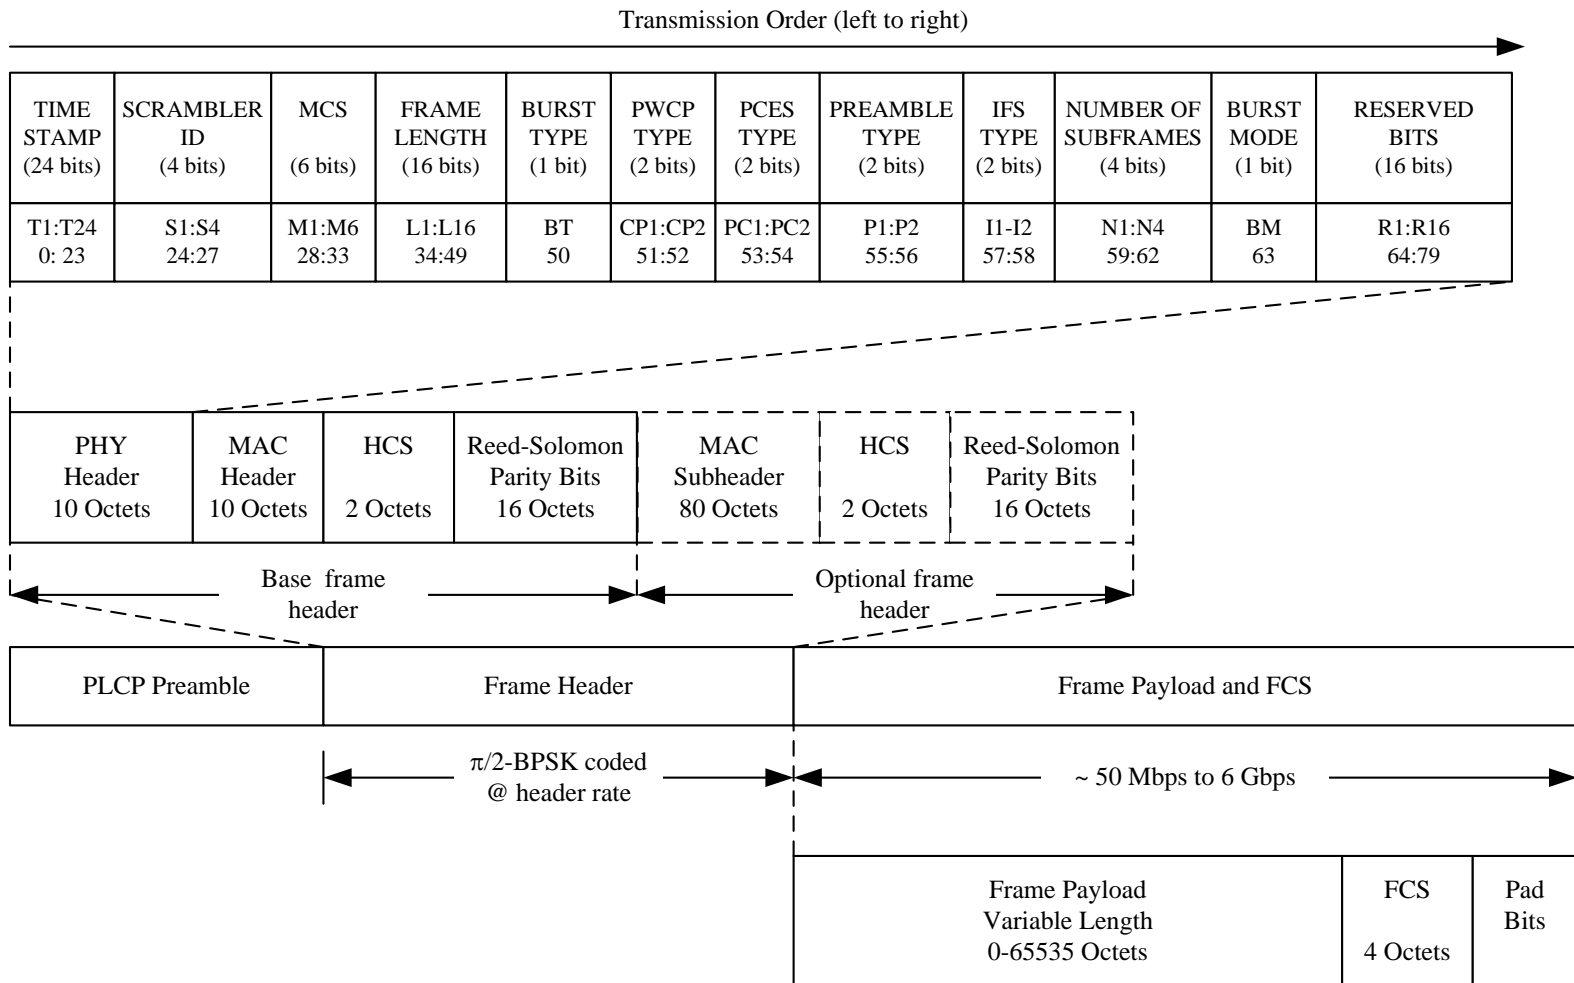 Transmission Order (left to right)
TIME STAMP (24 bits)
SCRAMBLER ID (4 bits)
MCS (6 bits)
FRAME LENGTH (16 bits)
BURST TYPE (1 bit)
PWCP TYPE (2 bits)
PCES TYPE (2 bits)
PREAMBLE TYPE (2 bits)
IFS TYPE (2 bits)
NUMBER OF SUBFRAMES (4 bits)
BURST MODE (1 bit)
RESERVED BITS (16 bits)
T1:T24 0: 23
S1:S4 24:27
M1:M6 28:33
L1:L16 34:49
BT 50
CP1:CP2 51:52
PC1:PC2 53:54
P1:P2 55:56
I1-I2 57:58
N1:N4 59:62
BM 63
R1:R16 64:79
PHY Header 10 Octets
MAC Header 10 Octets
HCS 2 Octets
Reed-Solomon Parity Bits 16 Octets
MAC Subheader 80 Octets
HCS 2 Octets
Reed-Solomon Parity Bits 16 Octets
Base frame header
Optional frame header
PLCP Preamble
Frame Header
Frame Payload and FCS
π/2-BPSK coded @ header rate
~ 50 Mbps to 6 Gbps
Frame Payload Variable Length 0-65535 Octets
FCS 4 Octets
Pad Bits